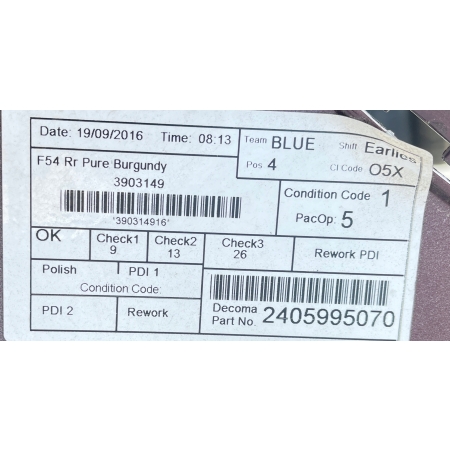 Date: 19/09/2016 Time: 08:13 Team BLUE Shift Earlies
Pos 4 CI Code O5X
F54 Rr Pure Burgundy
3903149
*390314916*
Condition Code 1
PacOp: 5
OK Check1 Check2 Check3 Rework PDI
9 13 26
Polish PDI 1
Condition Code:
PDI 2 Rework
Decoma
Part No 2405995070